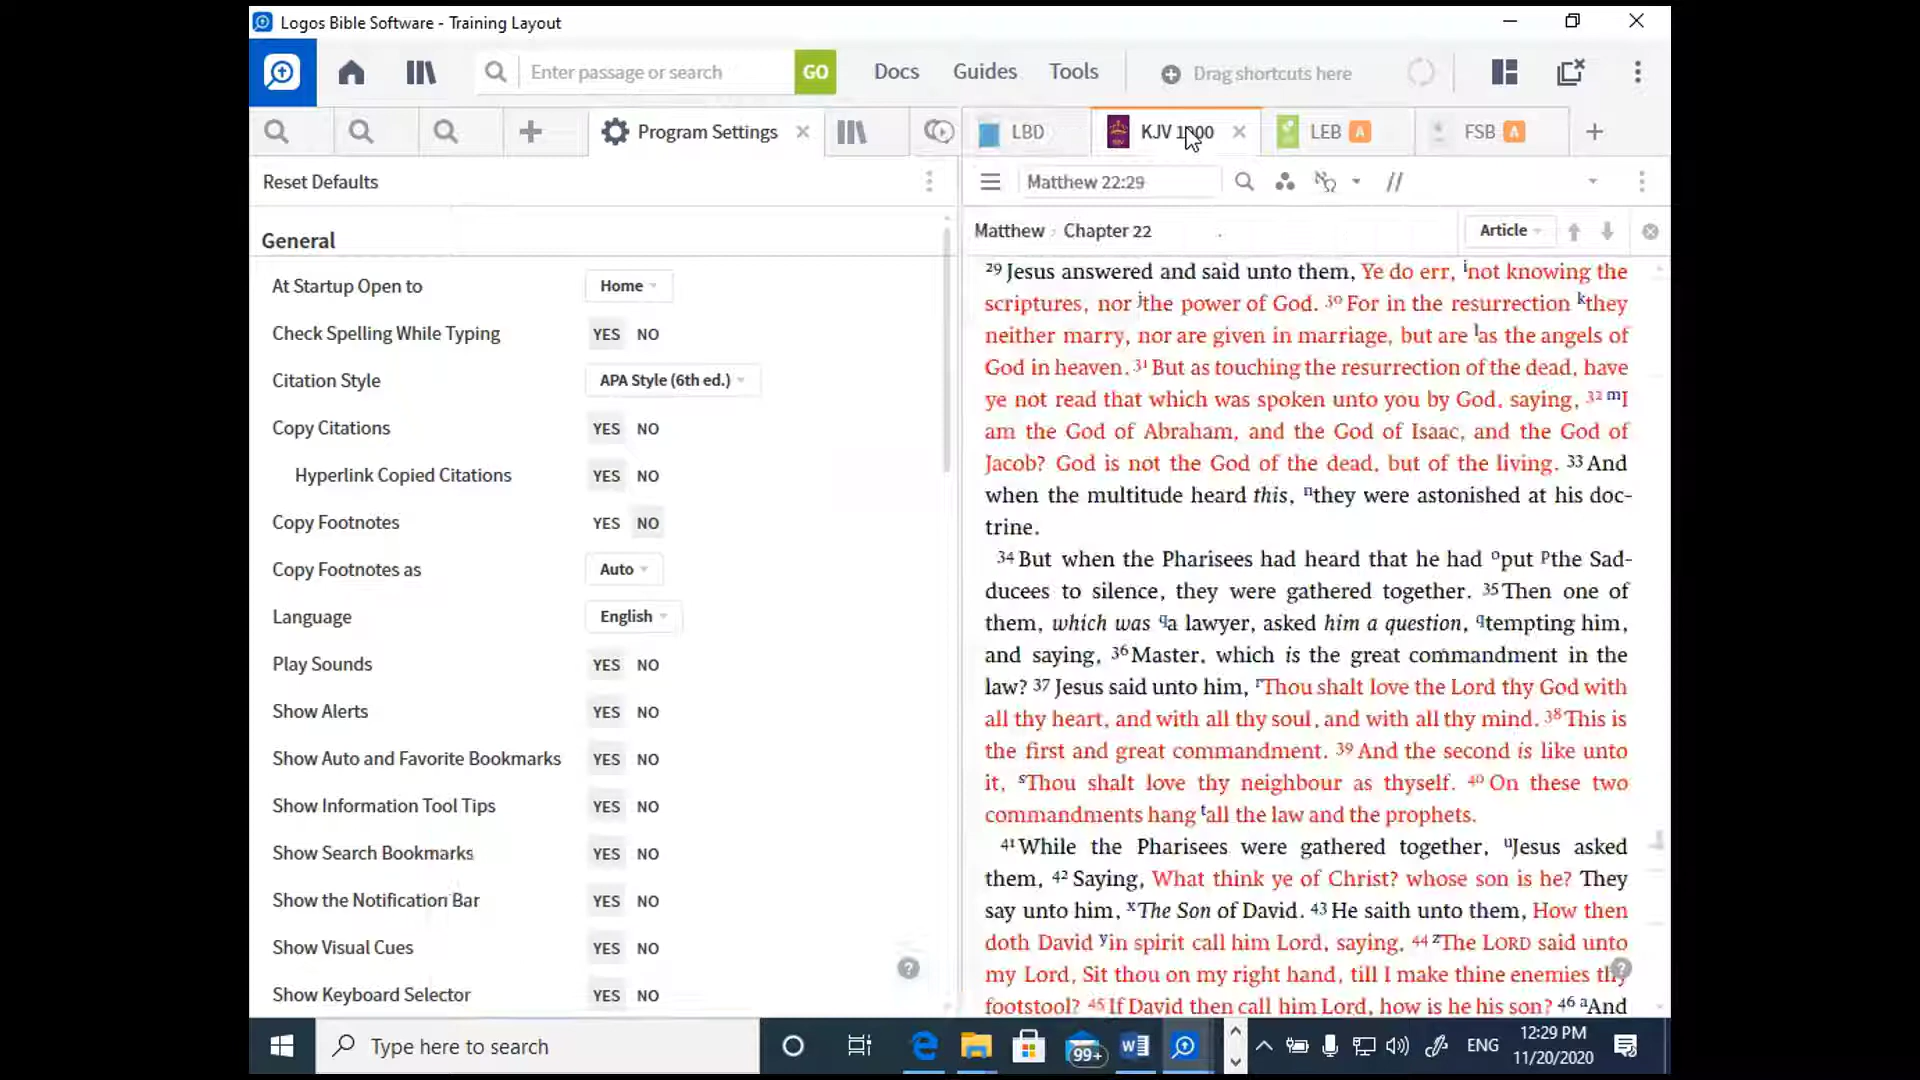 Logos Bible Software - Training Layout
Enter passage or search GO Docs Guides Tools Drag shortcuts here
Program Settings
LBD KJV 1900 LEB A FSB A
Reset Defaults
Matthew 22:29
General
Matthew › Chapter 22 Article
At Startup Open to Home
Check Spelling While Typing YES NO
Citation Style APA Style (6th ed.)
Copy Citations YES NO
Hyperlink Copied Citations YES NO
Copy Footnotes YES NO
Copy Footnotes as Auto
Language English
Play Sounds YES NO
Show Alerts YES NO
Show Auto and Favorite Bookmarks YES NO
Show Information Tool Tips YES NO
Show Search Bookmarks YES NO
Show the Notification Bar YES NO
Show Visual Cues YES NO
Show Keyboard Selector YES NO
29 Jesus answered and said unto them, Ye do err, i not knowing the
scriptures, nor j the power of God. 30 For in the resurrection k they
neither marry, nor are given in marriage, but are l as the angels of
God in heaven. 31 But as touching the resurrection of the dead, have
ye not read that which was spoken unto you by God, saying, 32 m I
am the God of Abraham, and the God of Isaac, and the God of
Jacob? God is not the God of the dead, but of the living. 33 And
when the multitude heard this, n they were astonished at his doc-
trine.
34 But when the Pharisees had heard that he had o put p the Sad-
ducees to silence, they were gathered together. 35 Then one of
them, which was q a lawyer, asked him a question, q tempting him,
and saying, 36 Master, which is the great commandment in the
law? 37 Jesus said unto him, r Thou shalt love the Lord thy God with
all thy heart, and with all thy soul, and with all thy mind. 38 This is
the first and great commandment. 39 And the second is like unto
it, s Thou shalt love thy neighbour as thyself. 40 On these two
commandments hang t all the law and the prophets.
41 While the Pharisees were gathered together, u Jesus asked
them, 42 Saying, What think ye of Christ? whose son is he? They
say unto him, x The Son of David. 43 He saith unto them, How then
doth David y in spirit call him Lord, saying, 44 z The LORD said unto
my Lord, Sit thou on my right hand, till I make thine enemies thy
footstool? 45 If David then call him Lord, how is he his son? 46 a And
Type here to search 99+ ENG 12:29 PM
11/20/2020